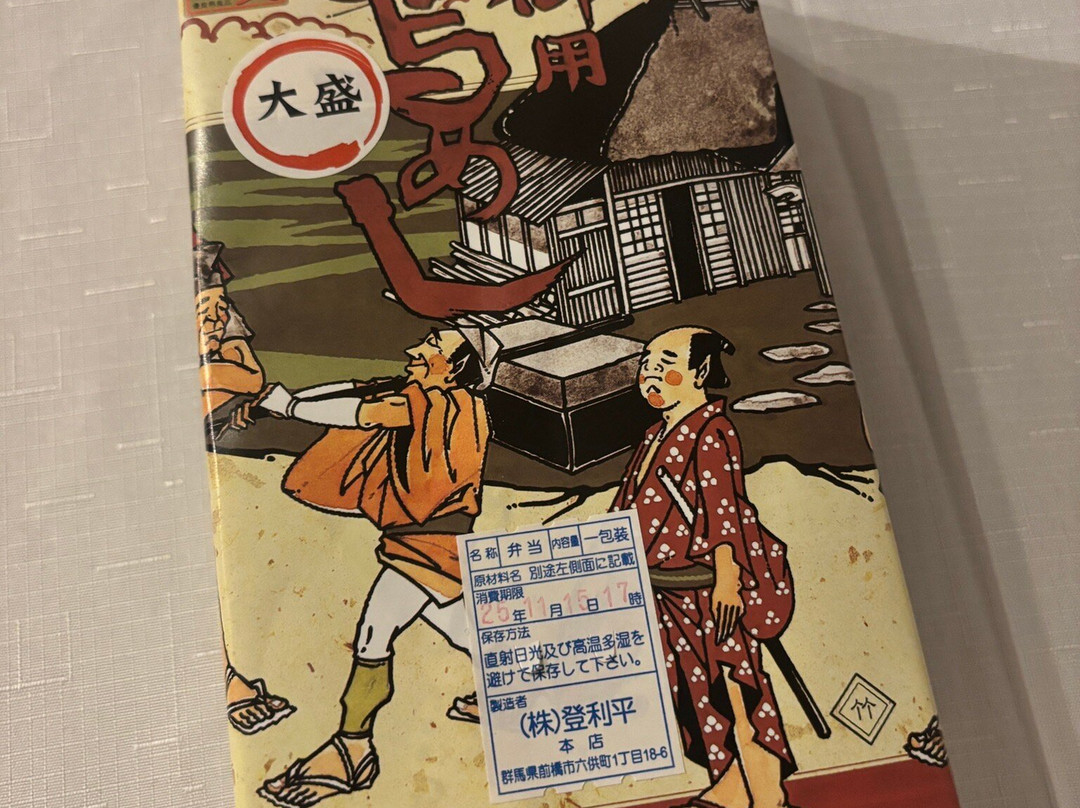 御用
とりめし
大盛
名称 弁当 内容量 一包装
原材料名 別途左側面に記載
消費期限
25年11月15日17時
保存方法
直射日光及び高温多湿を
避けて保存して下さい。
製造者
(株)登利平
本店
群馬県前橋市六供町1丁目18-6
竹